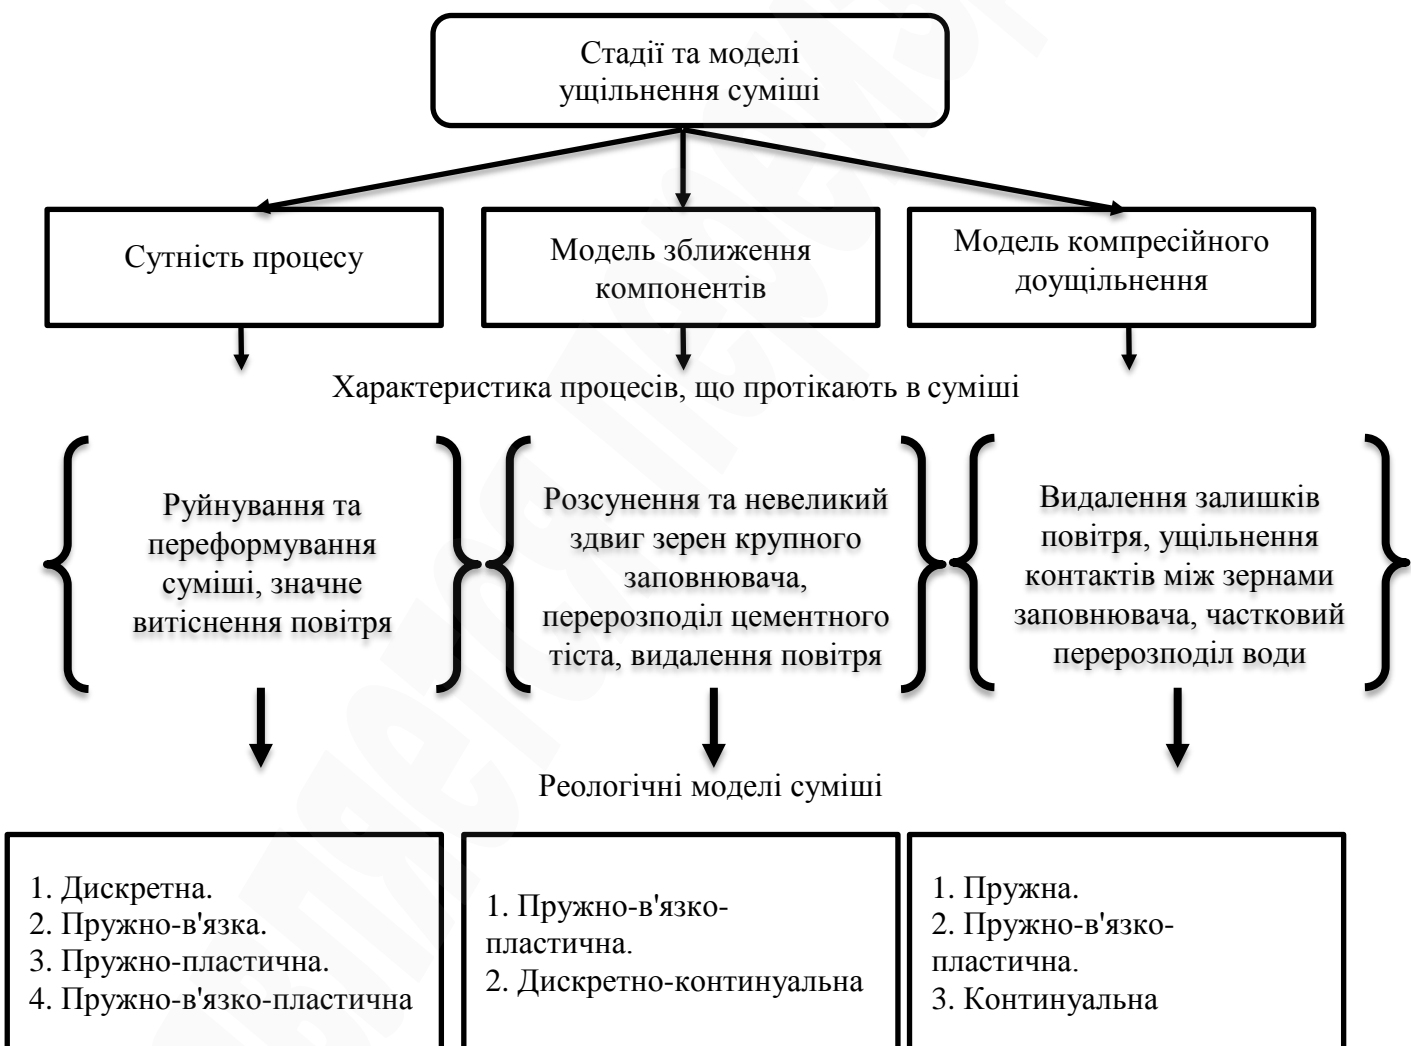 Стадії та моделі
ущільнення суміші
Сутність процесу
Модель зближення
компонентів
Модель компресійного
доущільнення
Характеристика процесів, що протікають в суміші
Руйнування та
переформування
суміші, значне
витіснення повітря
Розсунення та невеликий
здвиг зерен крупного
заповнювача,
перерозподіл цементного
тіста, видалення повітря
Видалення залишків
повітря, ущільнення
контактів між зернами
заповнювача, частковий
перерозподіл води
Реологічні моделі суміші
1. Дискретна.
2. Пружно-в'язка.
3. Пружно-пластична.
4. Пружно-в'язко-пластична
1. Пружно-в'язко-
пластична.
2. Дискретно-континуальна
1. Пружна.
2. Пружно-в'язко-
пластична.
3. Континуальна